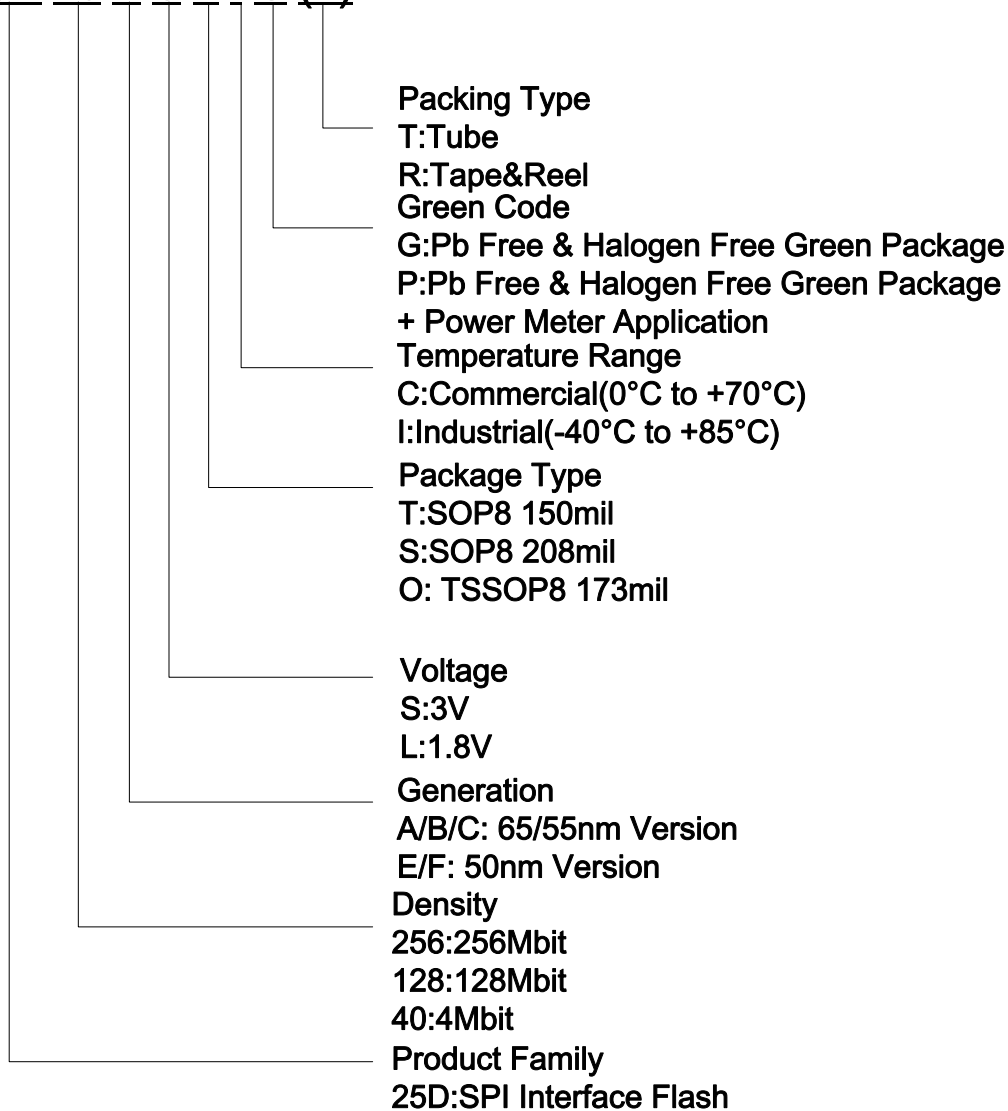 Packing Type
T:Tube
R:Tape&Reel
Green Code
G:Pb Free & Halogen Free Green Package
P:Pb Free & Halogen Free Green Package
+ Power Meter Application
Temperature Range
C:Commercial(0°C to +70°C)
I:Industrial(-40°C to +85°C)
Package Type
T:SOP8 150mil
S:SOP8 208mil
O: TSSOP8 173mil
Voltage
S:3V
L:1.8V
Generation
A/B/C: 65/55nm Version
E/F: 50nm Version
Density
256:256Mbit
128:128Mbit
40:4Mbit
Product Family
25D:SPI Interface Flash